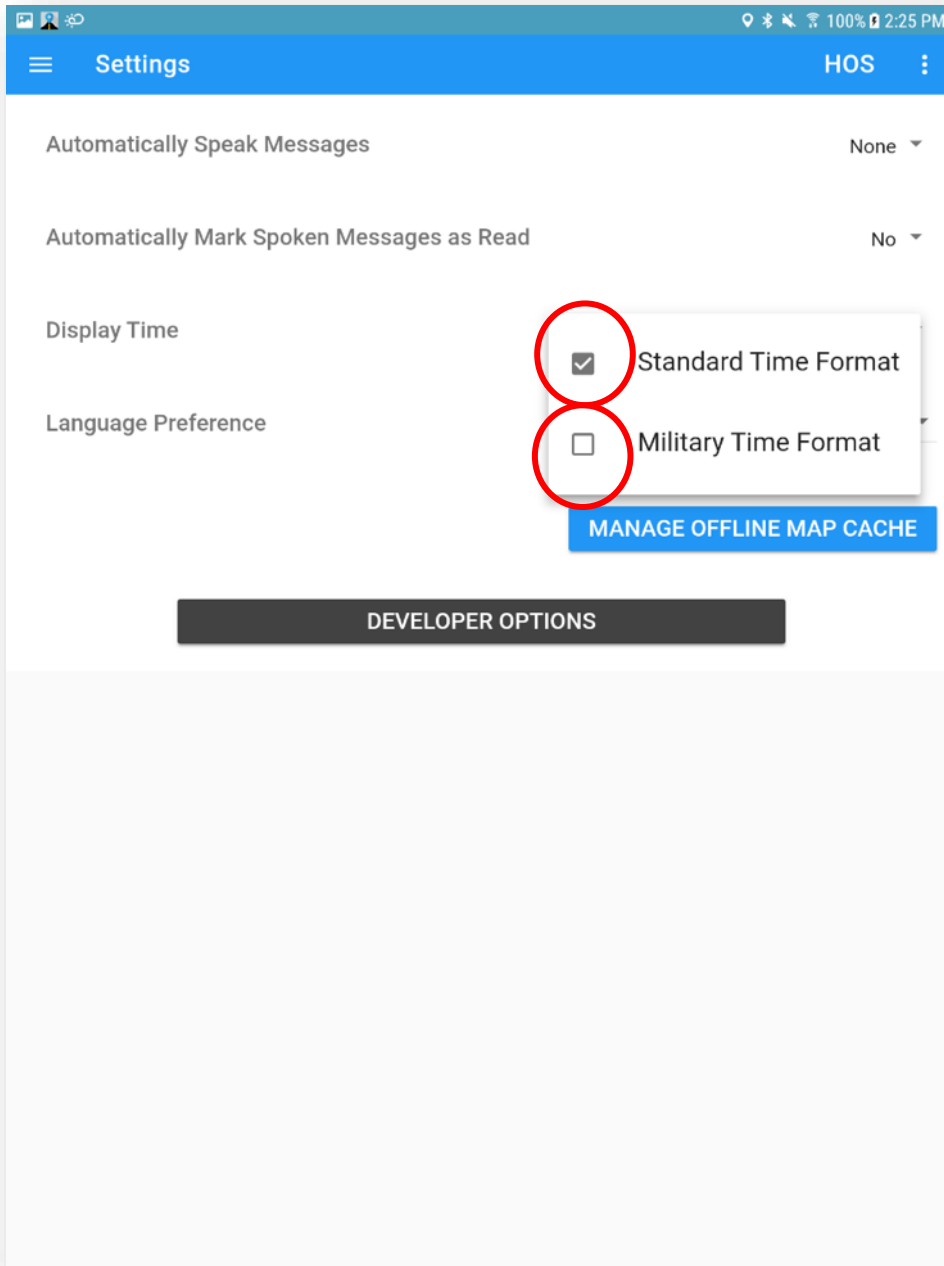 100% 2:25 PM
Settings HOS
Automatically Speak Messages None
Automatically Mark Spoken Messages as Read No
Display Time
Standard Time Format
Language Preference
Military Time Format
MANAGE OFFLINE MAP CACHE
DEVELOPER OPTIONS